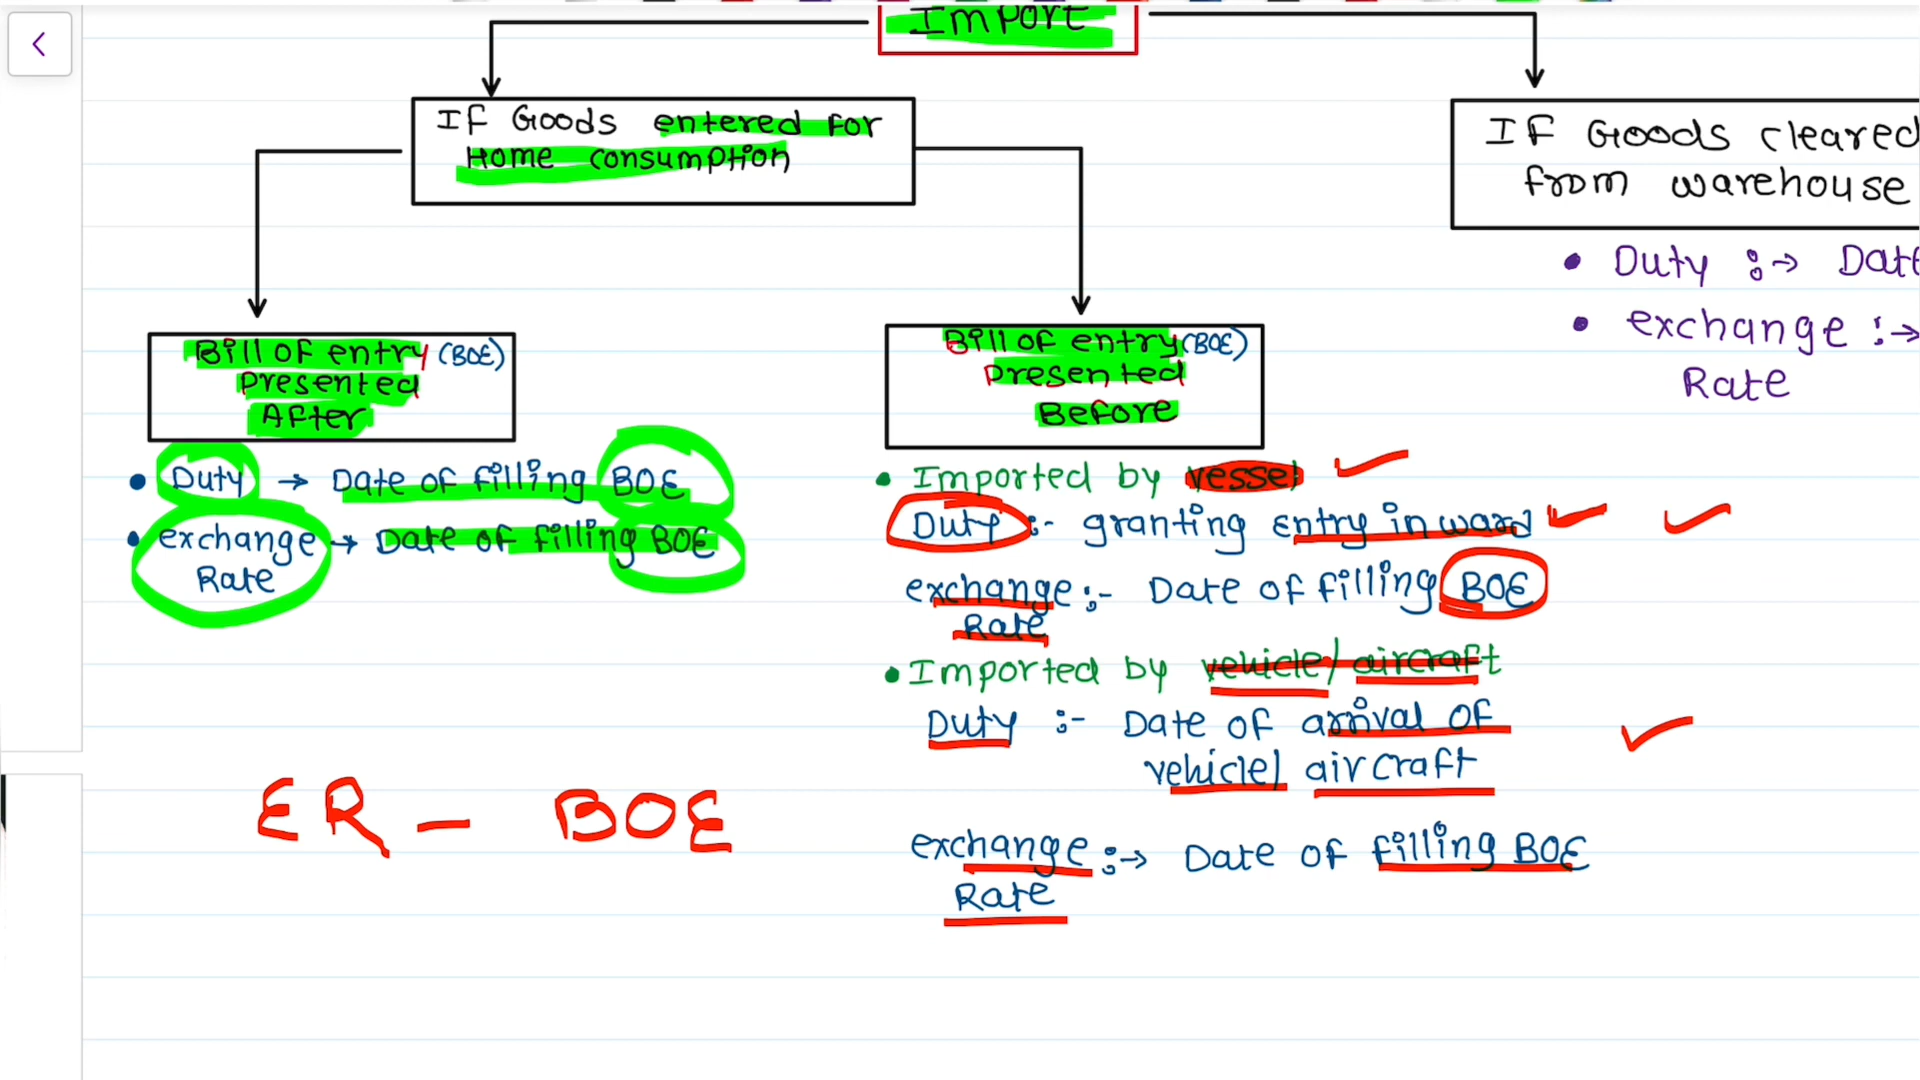 Import
If Goods entered for
Home consumption
If Goods cleared
from warehouse
• Duty :→ Date
• exchange :→
Rate
Bill of entry (BOE)
Presented
After
• Duty → Date of filling BOE
• exchange → Date of filling BOE
Rate
Bill of entry (BOE)
Presented
Before
• Imported by vessel
Duty :- granting entry in ward
exchange :- Date of filling BOE
Rate
• Imported by vehicle/ aircraft
Duty :- Date of arrival of
vehicle/ aircraft
exchange :→ Date of filling BOE
Rate
ER - BOE